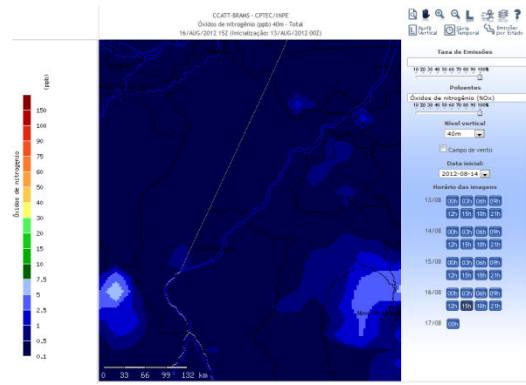 CCATT-BRAMS - CPTEC/INPE
Óxidos de nitrogênio (ppb) 40m - Total
16/AUG/2012 15Z (Inicialização: 13/AUG/2012 00Z)
(ppb)
Óxidos de nitrogenio
150
100
90
75
60
50
40
30
25
20
15
10
7.5
5
2.5
1
0.5
0.1
0 33 66 99 132 km
Perfil Vertical
Série Temporal
Emissões por Estado
Taxa de Emissões
10 20 30 40 50 60 70 80 90 100%
Poluentes
Óxidos de nitrogênio (NOx)
10 20 30 40 50 60 70 80 90 100%
Nível vertical
40m
Campo de vento
Data inicial:
2012-08-14
Horário das imagens
13/08 00h 03h 06h 09h
12h 15h 18h 21h
14/08 00h 03h 06h 09h
12h 15h 18h 21h
15/08 00h 03h 06h 09h
12h 15h 18h 21h
16/08 00h 03h 06h 09h
12h 15h 18h 21h
17/08 00h